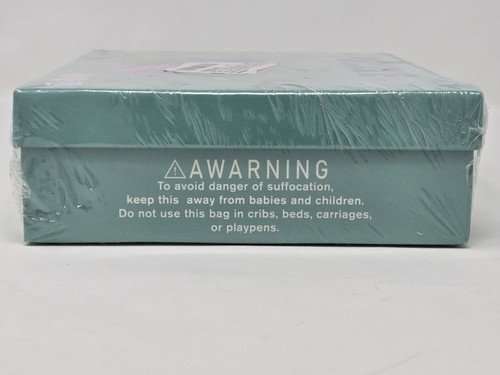 ⚠AWARNING
To avoid danger of suffocation,
keep this away from babies and children.
Do not use this bag in cribs, beds, carriages,
or playpens.